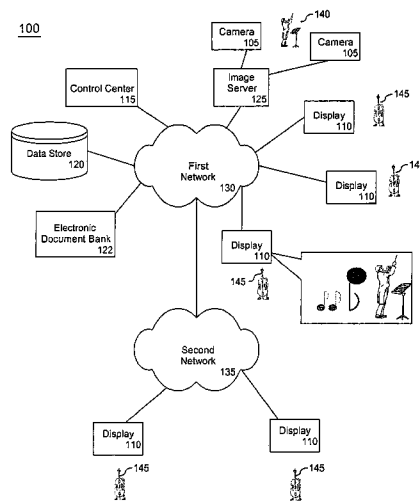 100
140
Camera
105
Camera
105
Control Center
115
Image
Server
125
145
Display
110
Data Store
120
First
Network
130
14
Display
110
Electronic
Document Bank
122
Display
110
145
Second
Network
135
Display
110
Display
110
145
145